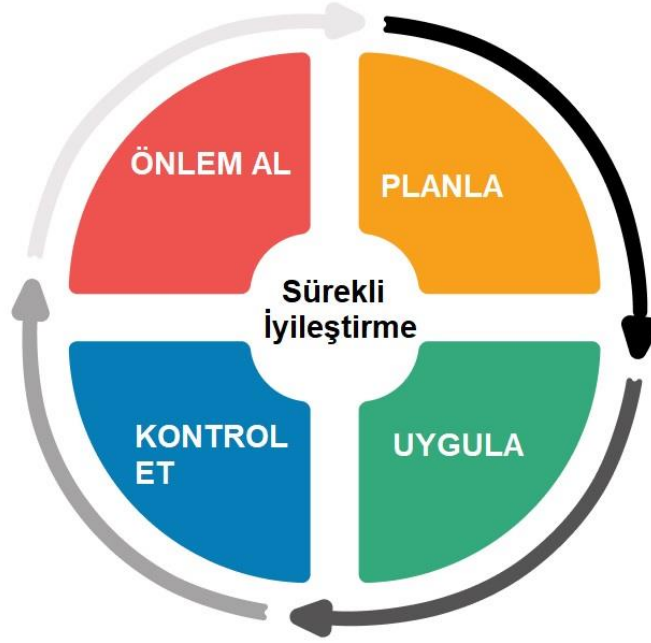 ÖNLEM AL
PLANLA
Sürekli
İyileştirme
KONTROL
ET
UYGULA